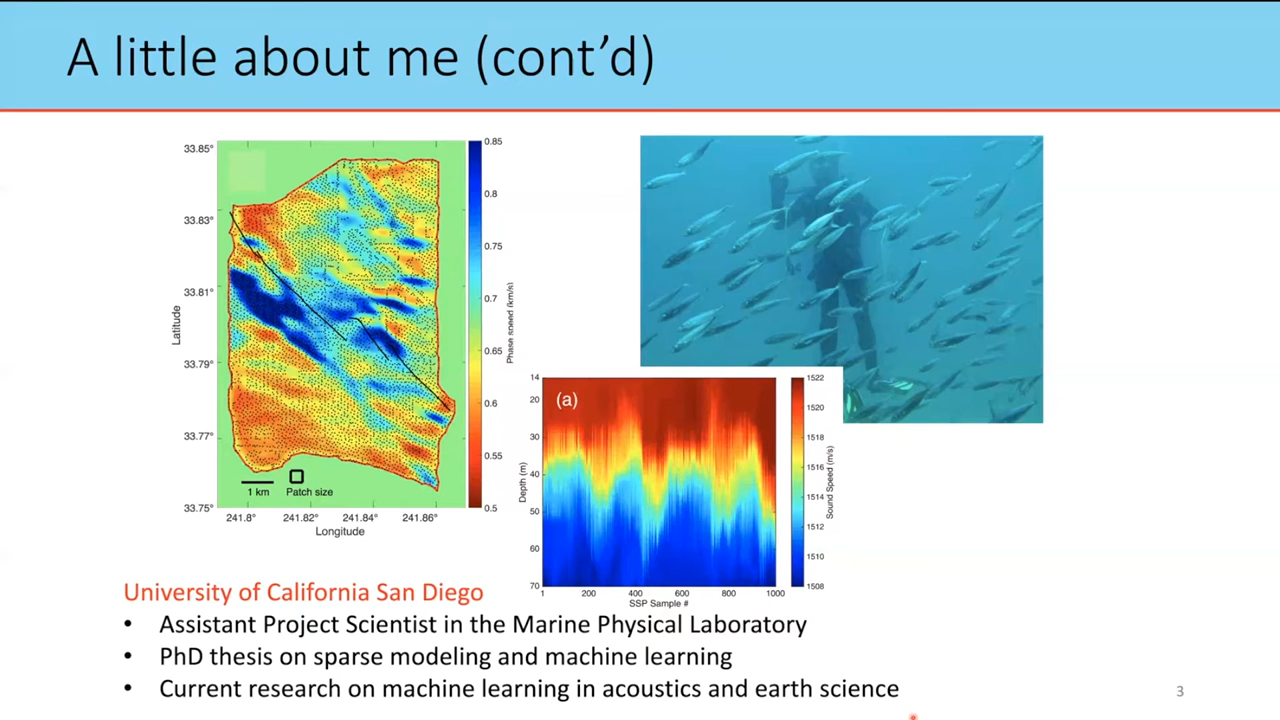 A little about me (cont’d)
33.85°
33.83°
33.81°
33.79°
33.77°
33.75°
Latitude
1 km
Patch size
241.8°
241.82°
241.84°
241.86°
Longitude
0.85
0.8
0.75
0.7
0.65
0.6
0.55
0.5
Phase speed (km/s)
(a)
14
20
30
40
50
60
70
Depth (m)
1
200
400
600
800
1000
SSP Sample #
1522
1520
1518
1516
1514
1512
1510
1508
Sound Speed (m/s)
University of California San Diego
• Assistant Project Scientist in the Marine Physical Laboratory
• PhD thesis on sparse modeling and machine learning
• Current research on machine learning in acoustics and earth science
3